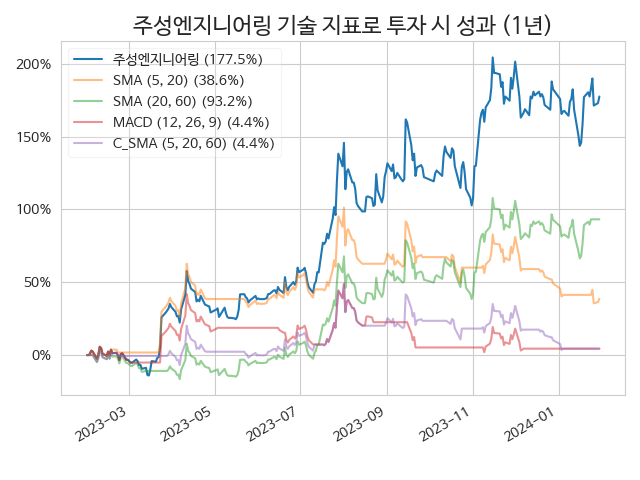 주성엔지니어링 기술 지표로 투자 시 성과 (1년)
주성엔지니어링 (177.5%)
SMA (5, 20) (38.6%)
SMA (20, 60) (93.2%)
MACD (12, 26, 9) (4.4%)
C_SMA (5, 20, 60) (4.4%)
200%
150%
100%
50%
0%
2023-03
2023-05
2023-07
2023-09
2023-11
2024-01